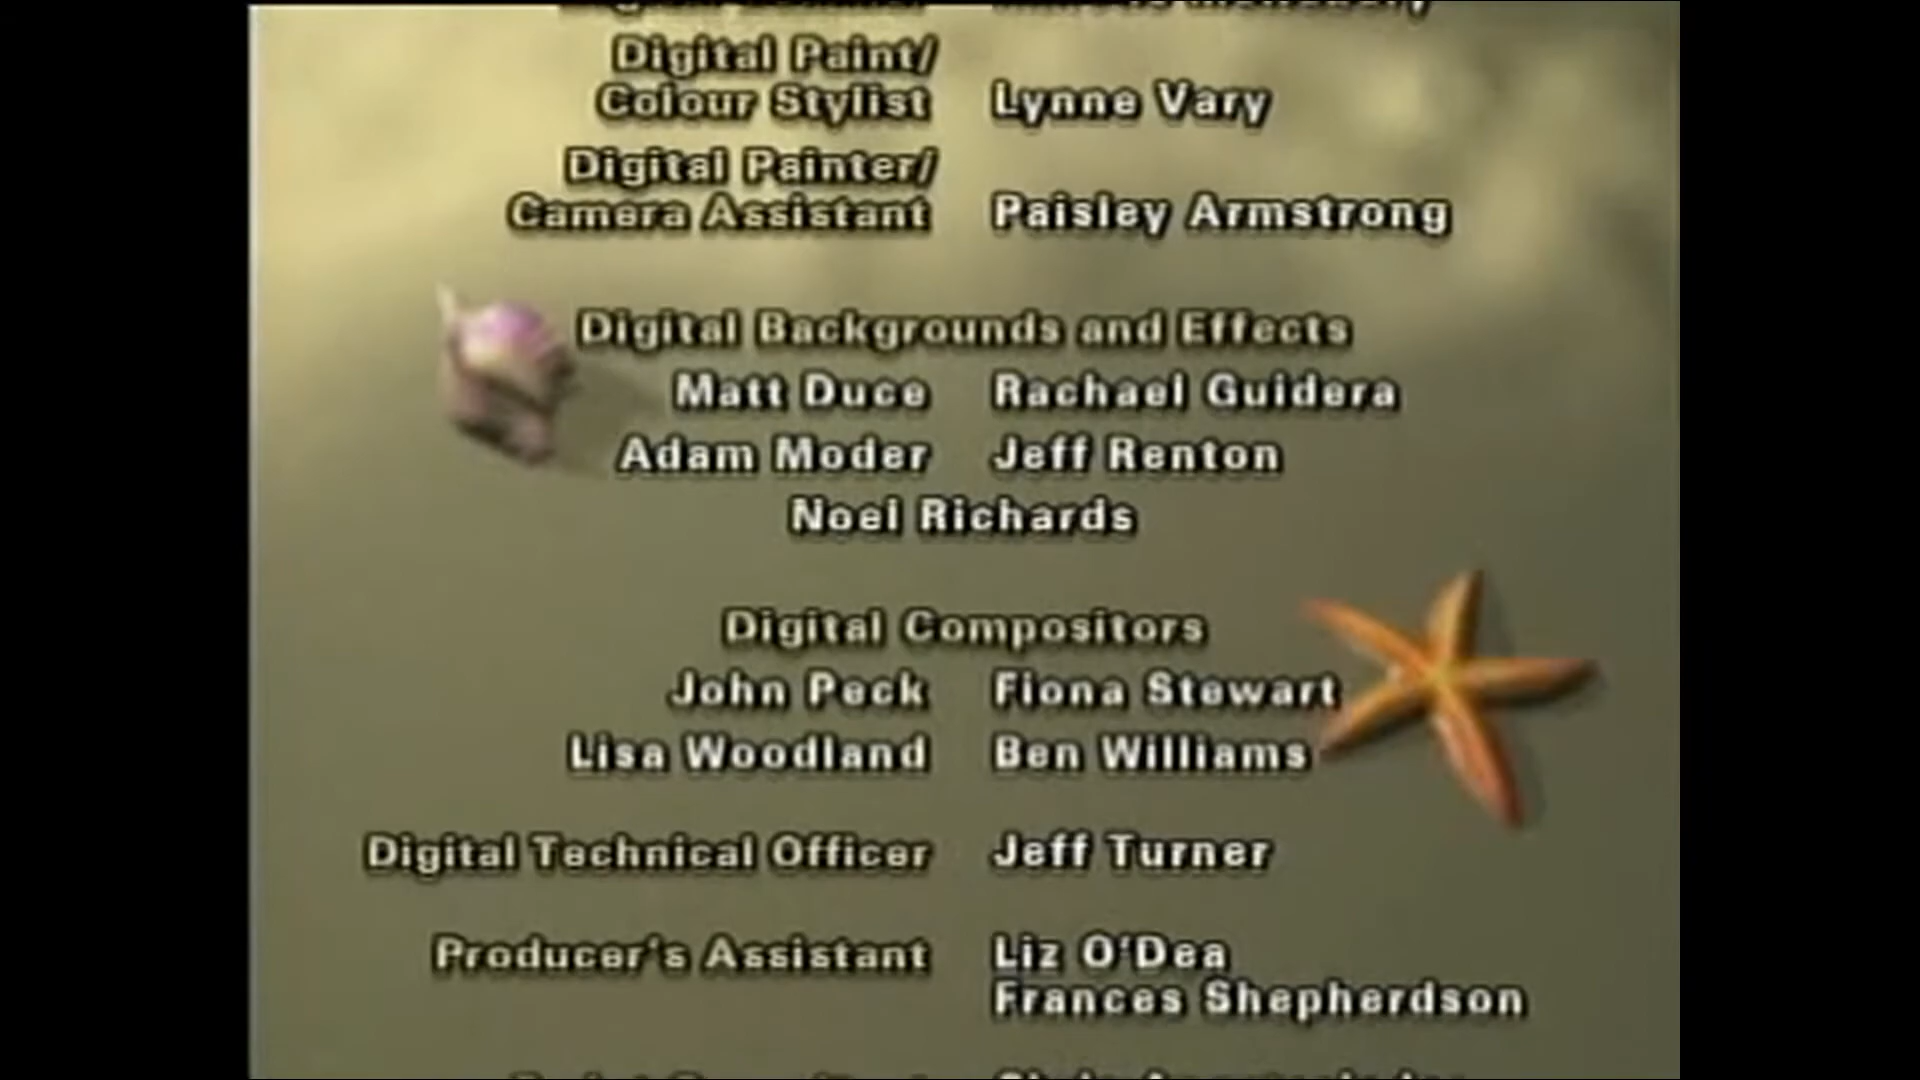 Digital Paint/
Colour Stylist Lynne Vary
Digital Painter/
Camera Assistant Paisley Armstrong
Digital Backgrounds and Effects
Matt Duce Rachael Guidera
Adam Moder Jeff Renton
Noel Richards
Digital Compositors
John Peck Fiona Stewart
Lisa Woodland Ben Williams
Digital Technical Officer Jeff Turner
Producer's Assistant Liz O'Dea
Frances Shepherdson